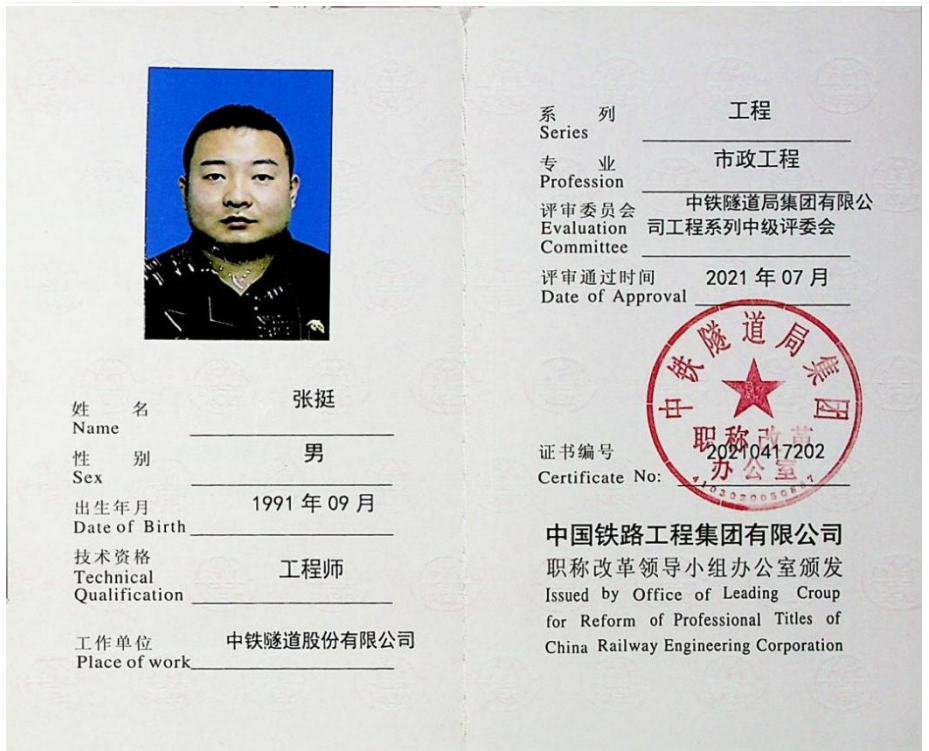 姓 名 张挺
Name
性 别 男
Sex
出生年月 1991 年 09 月
Date of Birth
技术资格
Technical 工程师
Qualification
工作单位 中铁隧道股份有限公司
Place of work
系 列 工程
Series
专 业 市政工程
Profession
评审委员会 中铁隧道局集团有限公
Evaluation 司工程系列中级评委会
Committee
评审通过时间 2021 年 07 月
Date of Approval
中铁隧道局集团
职称改革
办公室
证书编号 20210417202
Certificate No:
中国铁路工程集团有限公司
职称改革领导小组办公室颁发
Issued by Office of Leading Croup
for Reform of Professional Titles of
China Railway Engineering Corporation